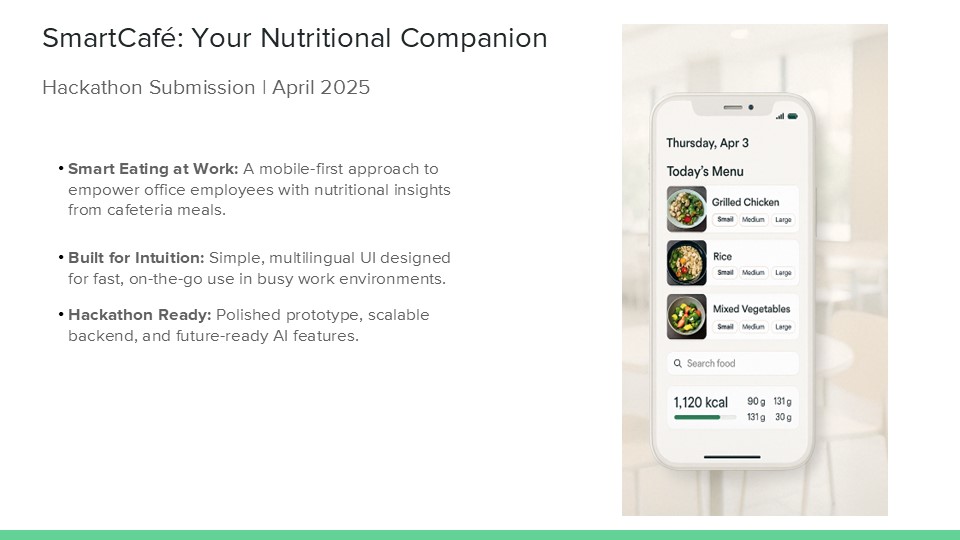 SmartCafé: Your Nutritional Companion
Hackathon Submission | April 2025
• Smart Eating at Work: A mobile-first approach to
empower office employees with nutritional insights
from cafeteria meals.
• Built for Intuition: Simple, multilingual UI designed
for fast, on-the-go use in busy work environments.
• Hackathon Ready: Polished prototype, scalable
backend, and future-ready AI features.
Thursday, Apr 3
Today's Menu
Grilled Chicken
Small Medium Large
Rice
Small Medium Large
Mixed Vegetables
Small Medium Large
Search food
1,120 kcal 90 g 131 g
131 g 30 g